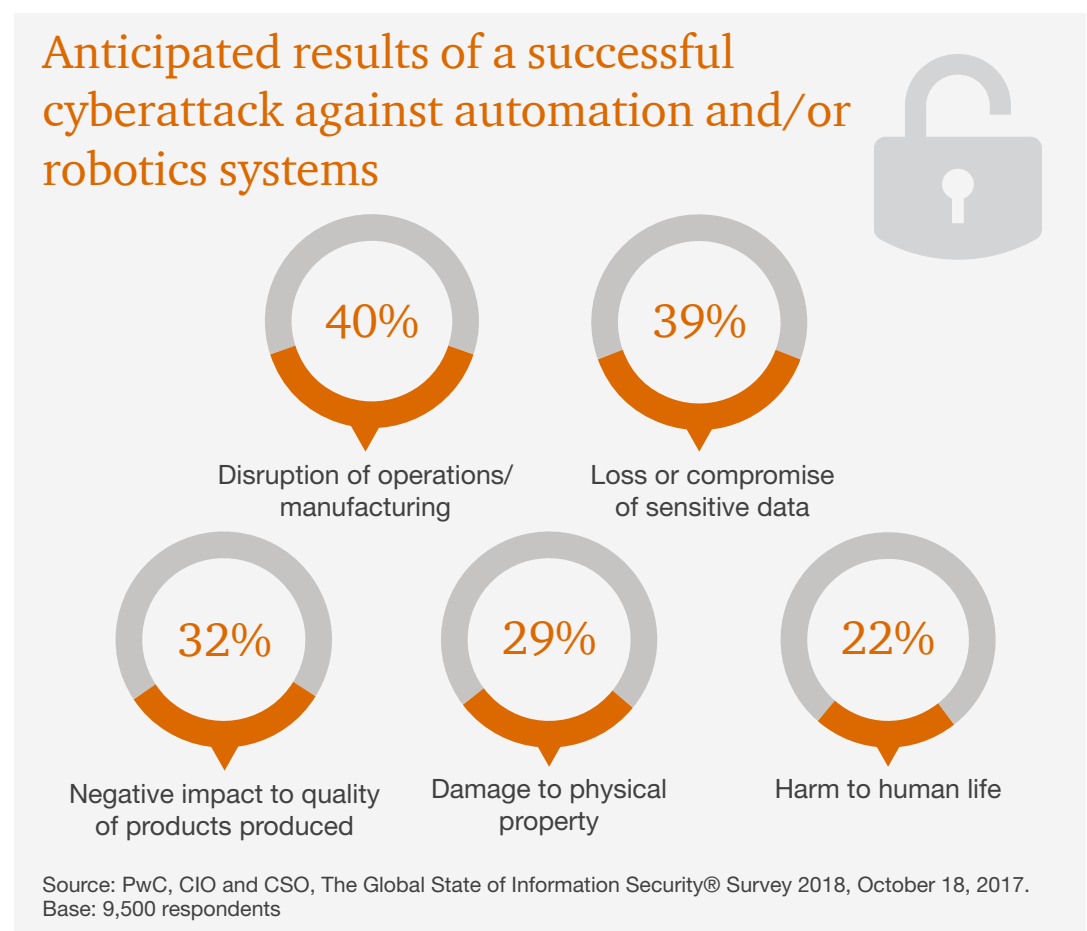 Anticipated results of a successful
cyberattack against automation and/or
robotics systems
40%
39%
Disruption of operations/
manufacturing
Loss or compromise
of sensitive data
32%
29%
22%
Negative impact to quality
of products produced
Damage to physical
property
Harm to human life
Source: PwC, CIO and CSO, The Global State of Information Security® Survey 2018, October 18, 2017.
Base: 9,500 respondents